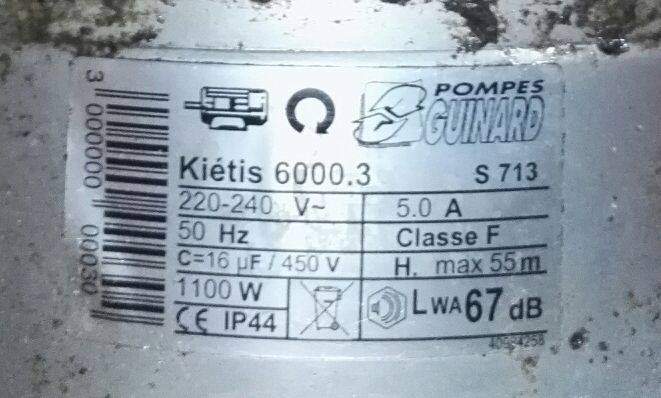 POMPES
GUINARD
Kiétis 6000.3 S 713
220-240 V~ 5.0 A
50 Hz Classe F
C=16 µF / 450 V H. max 55 m
1100 W
CE IP44 LWA 67 dB
3 000000 00030